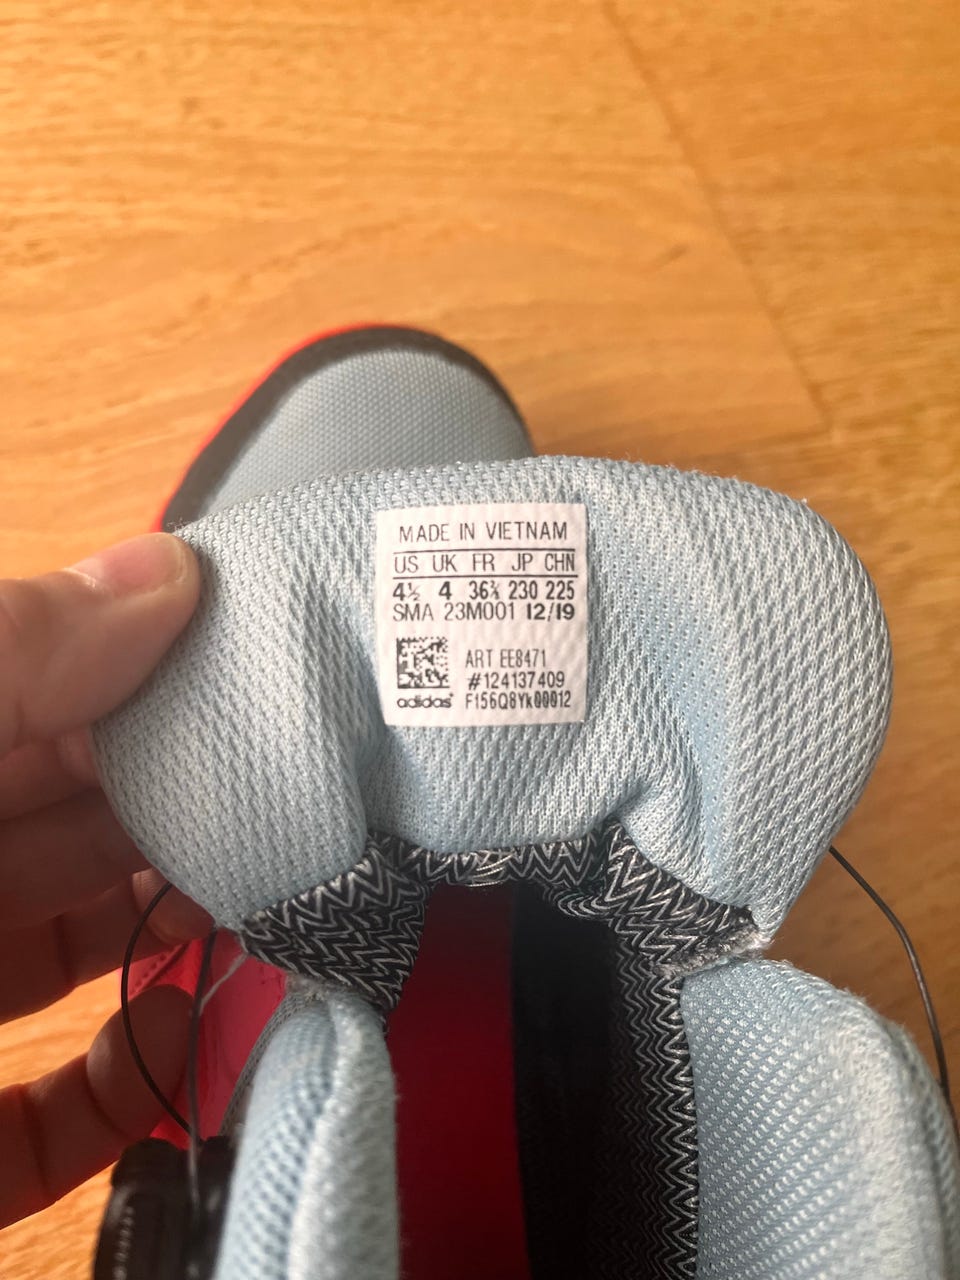 MADE IN VIETNAM
US UK FR JP CHN
4½ 4 36⅔ 230 225
SMA 23M001 12/19
ART EE8471
#124137409
adidas F156Q8Yk00012